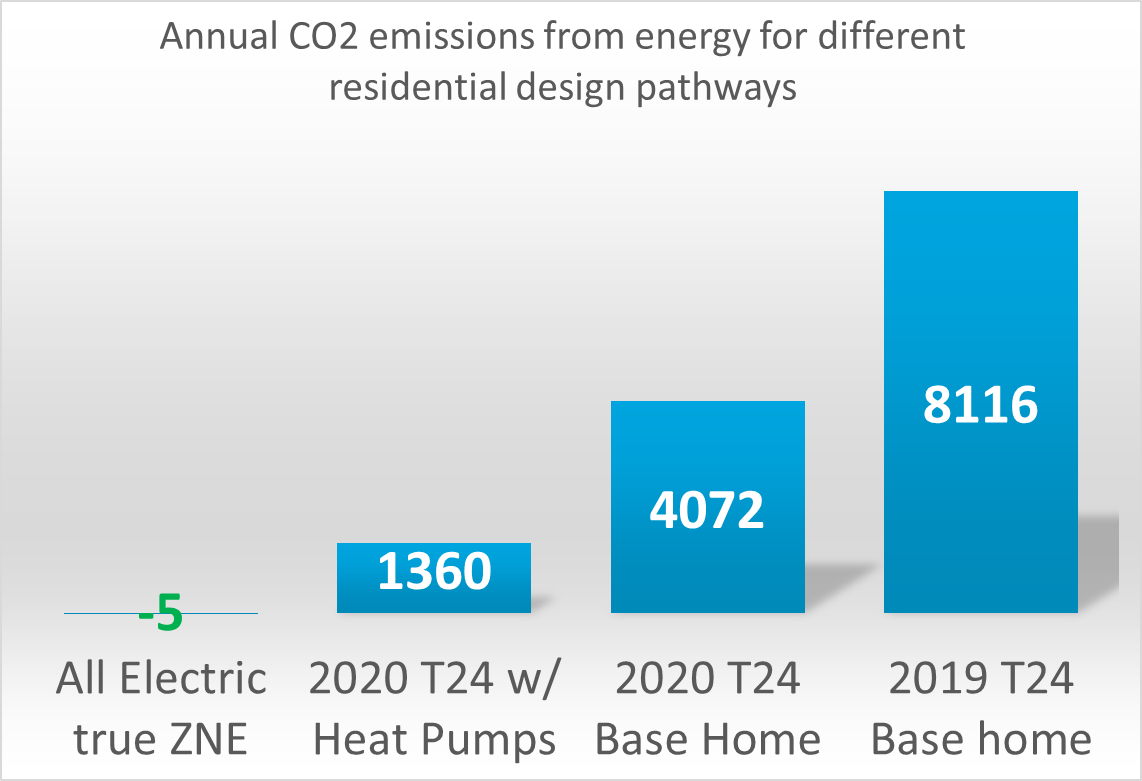 Annual CO2 emissions from energy for different
residential design pathways
8116
4072
1360
-5
All Electric
true ZNE
2020 T24 w/
Heat Pumps
2020 T24
Base Home
2019 T24
Base home